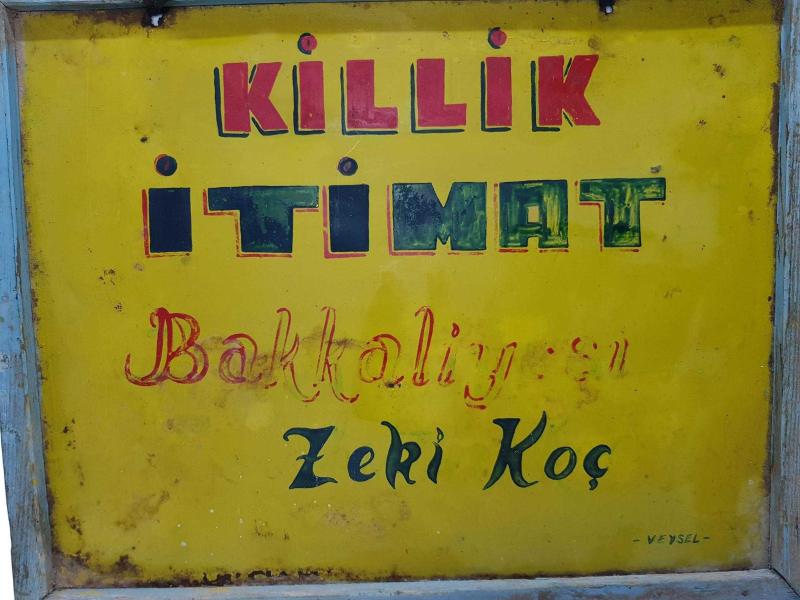 KİLLİK
İTİMAT
Bakkaliyesi
Zeki Koç
- VEYSEL -